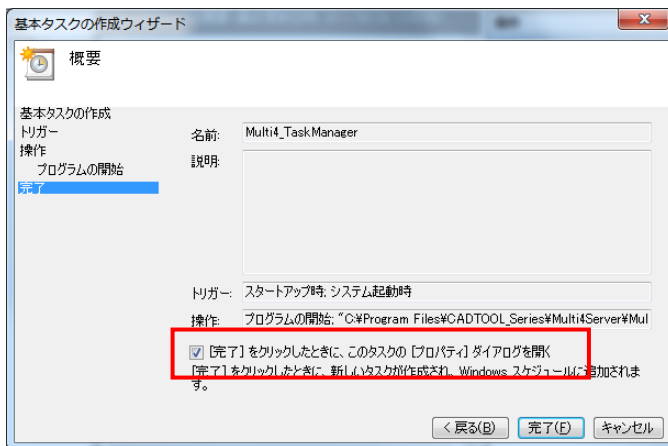 基本タスクの作成ウィザード
概要
基本タスクの作成
トリガー
操作
プログラムの開始
完了
名前: Multi4_TaskManager
説明:
トリガー: スタートアップ時; システム起動時
操作: プログラムの開始; "C:¥Program Files¥CADTOOL_Series¥Multi4Server¥Mul
[完了] をクリックしたときに、このタスクの [プロパティ] ダイアログを開く
[完了] をクリックしたときに、新しいタスクが作成され、Windows スケジュールに追加されま
す。
< 戻る(B) 完了(F) キャンセル